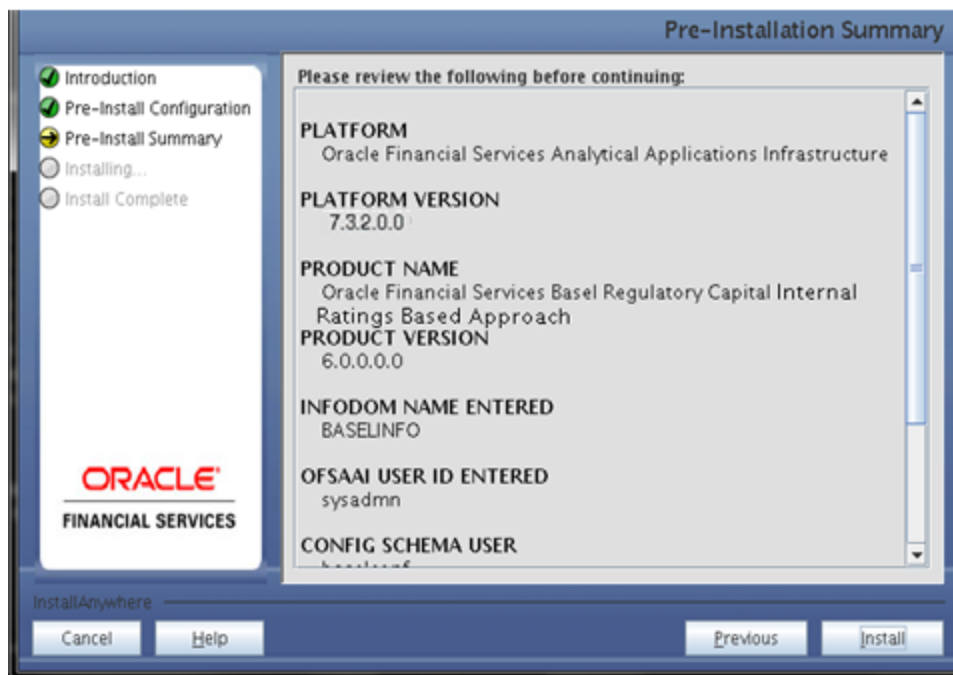 Pre-Installation Summary
Introduction
Pre-Install Configuration
Pre-Install Summary
Installing...
Install Complete
ORACLE
FINANCIAL SERVICES
Please review the following before continuing:
PLATFORM
Oracle Financial Services Analytical Applications Infrastructure
PLATFORM VERSION
7.3.2.0.0
PRODUCT NAME
Oracle Financial Services Basel Regulatory Capital Internal
Ratings Based Approach
PRODUCT VERSION
6.0.0.0.0
INFODOM NAME ENTERED
BASELINFO
OFSAAI USER ID ENTERED
sysadmn
CONFIG SCHEMA USER
InstallAnywhere
Cancel
Help
Previous
Install